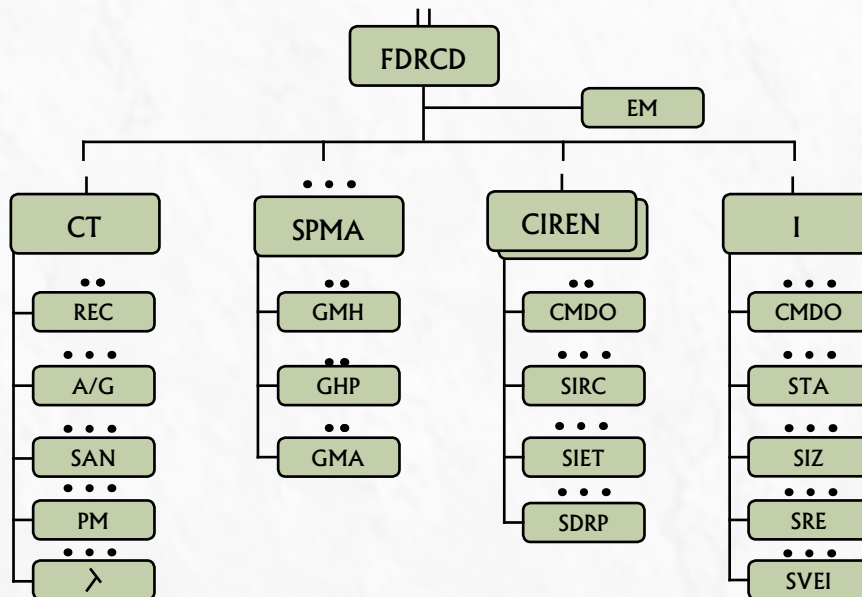 FDRCD
EM
CT
SPMA
CIREN
I
REC
GMH
CMDO
CMDO
A/G
GHP
SIRC
STA
SAN
GMA
SIET
SIZ
PM
SDRP
SRE
SVEI